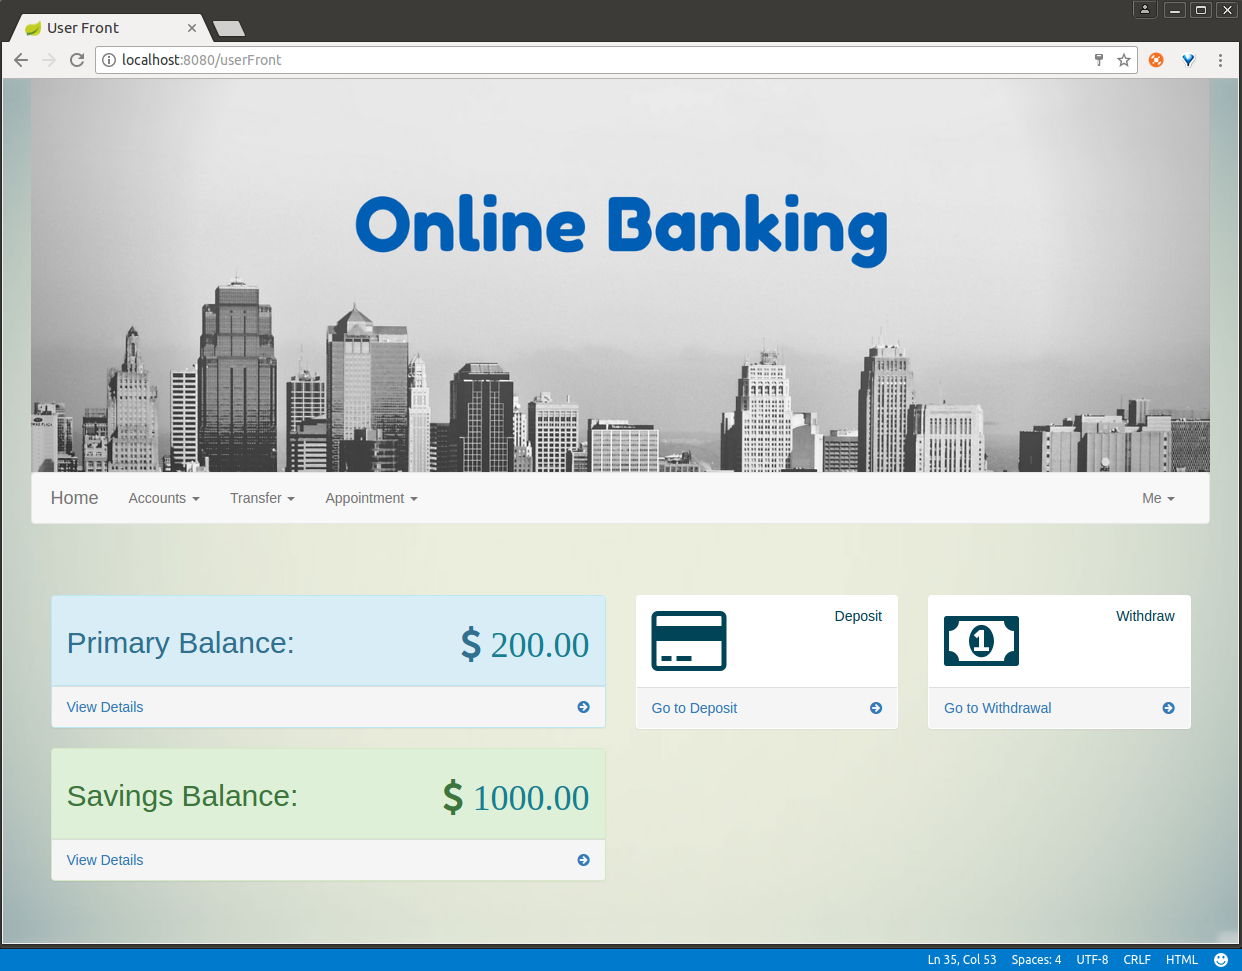 User Front
localhost:8080/userFront
Online Banking
Home Accounts Transfer Appointment Me
Primary Balance: $ 200.00
View Details
Deposit
Go to Deposit
Withdraw
1
Go to Withdrawal
Savings Balance: $ 1000.00
View Details
Ln 35, Col 53 Spaces: 4 UTF-8 CRLF HTML